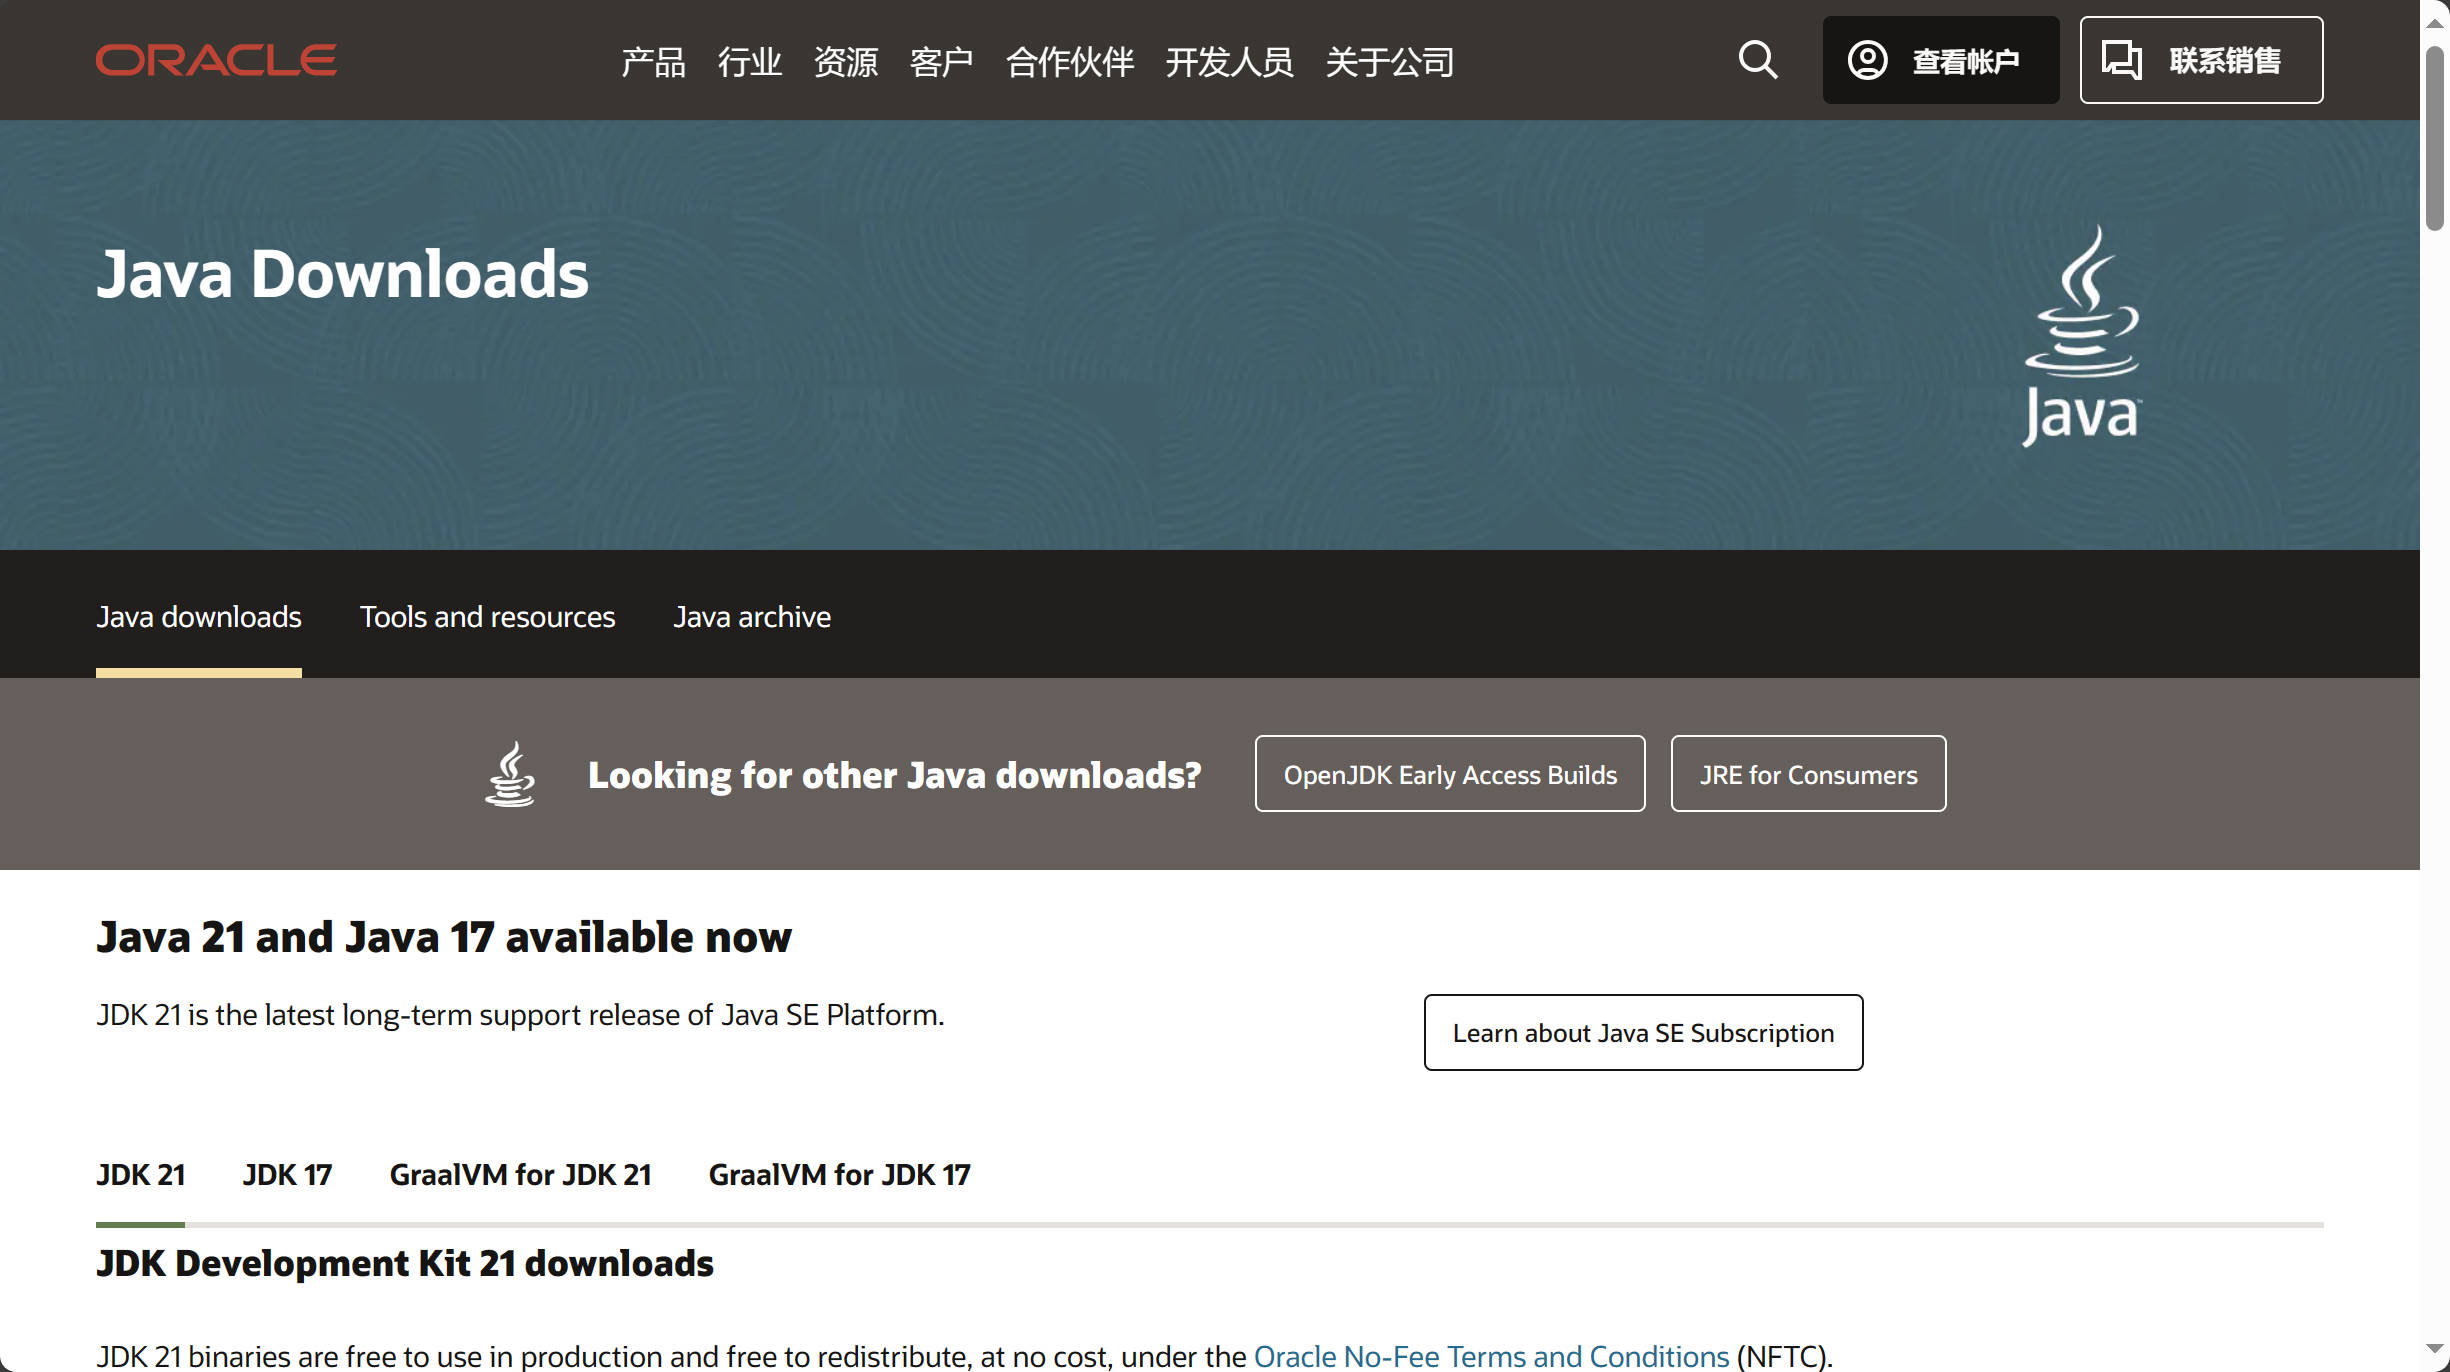 ORACLE 产品 行业 资源 客户 合作伙伴 开发人员 关于公司 查看帐户 联系销售
Java Downloads
Java™
Java downloads Tools and resources Java archive
Looking for other Java downloads? OpenJDK Early Access Builds JRE for Consumers
Java 21 and Java 17 available now
JDK 21 is the latest long-term support release of Java SE Platform.
Learn about Java SE Subscription
JDK 21 JDK 17 GraalVM for JDK 21 GraalVM for JDK 17
JDK Development Kit 21 downloads
JDK 21 binaries are free to use in production and free to redistribute, at no cost, under the Oracle No-Fee Terms and Conditions (NFTC).